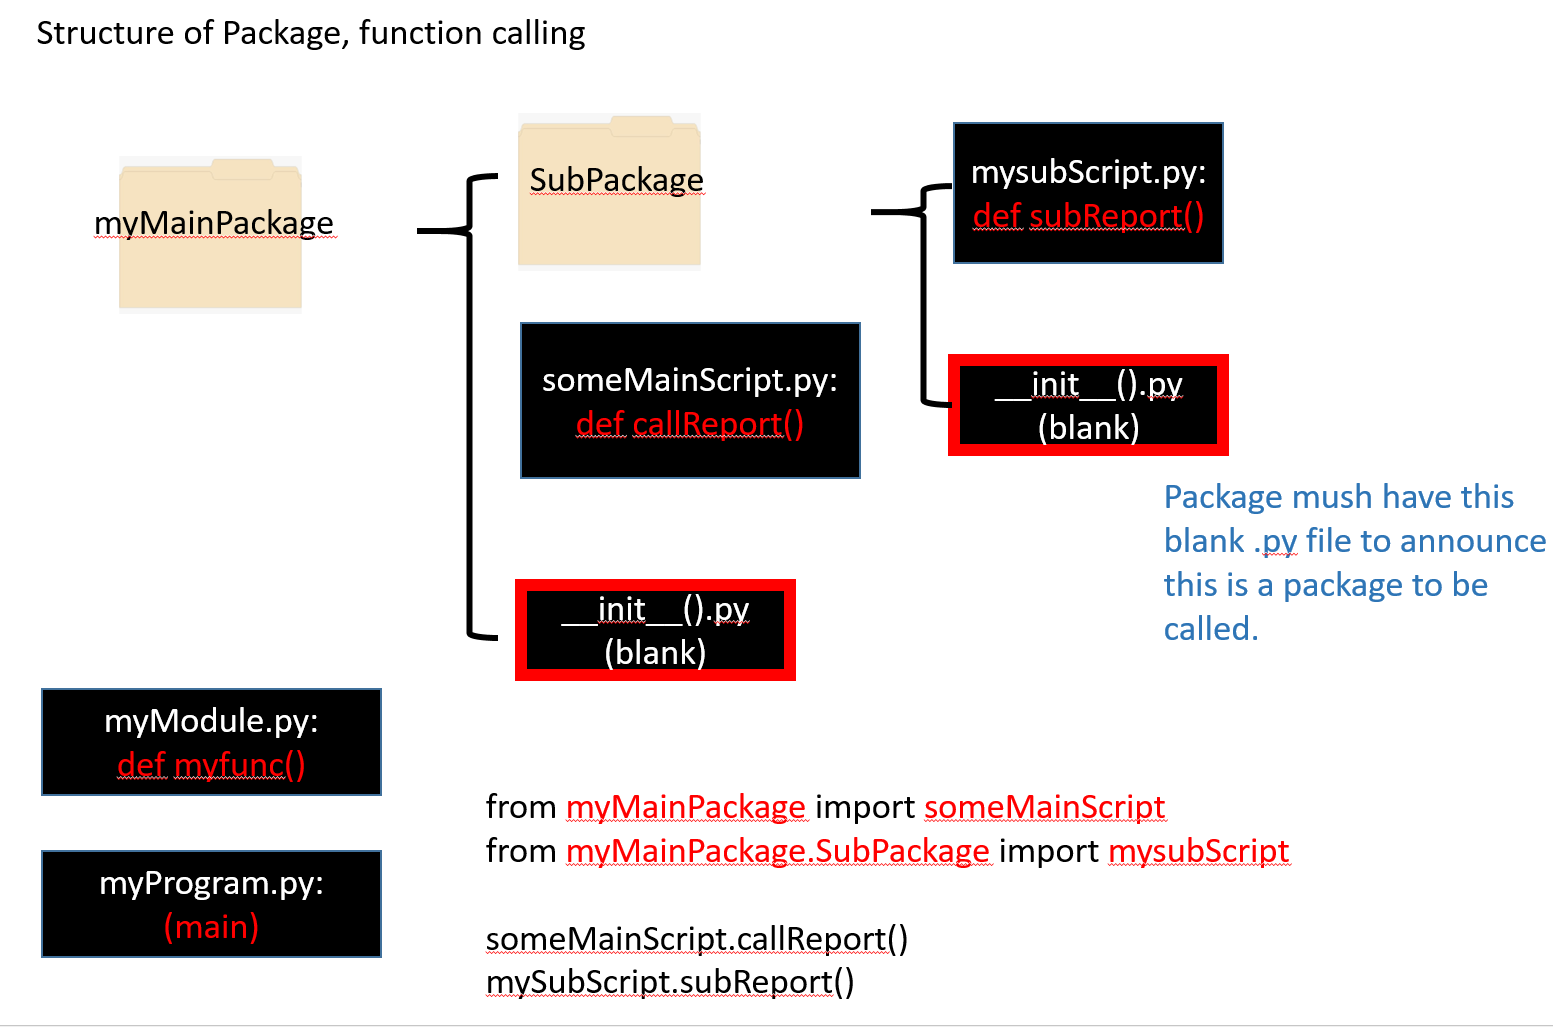 Structure of Package, function calling
myMainPackage
SubPackage
mysubScript.py:
def subReport()
someMainScript.py:
def callReport()
__init__().py
(blank)
Package mush have this
blank .py file to announce
this is a package to be
called.
__init__().py
(blank)
myModule.py:
def myfunc()
myProgram.py:
(main)
from myMainPackage import someMainScript
from myMainPackage.SubPackage import mysubScript
someMainScript.callReport()
mySubScript.subReport()